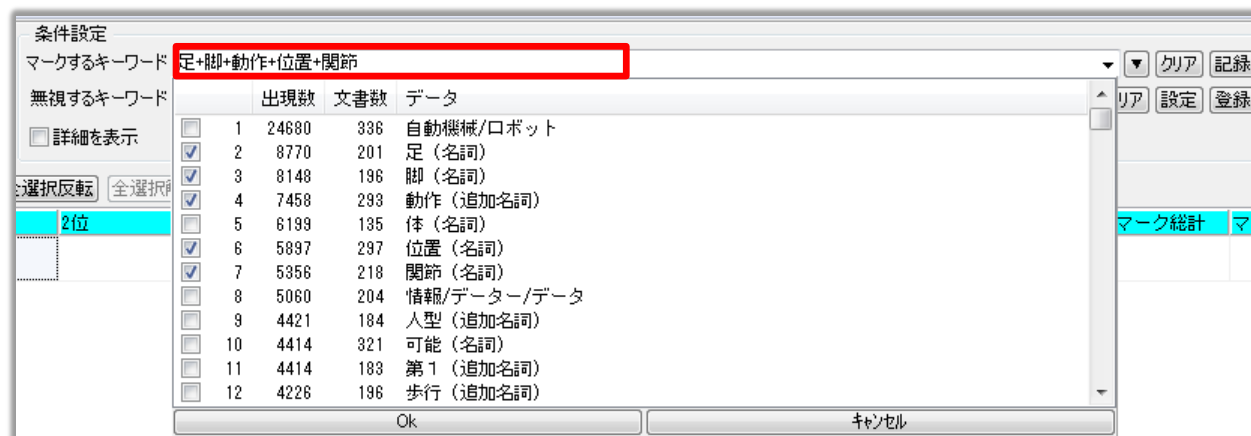 条件設定
マークするキーワード 足+脚+動作+位置+関節 ▼ クリア 記録
無視するキーワード リア 設定 登録
出現数 文書数 データ
詳細を表示
1 24680 336 自動機械/ロボット
2 8770 201 足 (名詞)
3 8148 196 脚 (名詞)
4 7458 293 動作 (追加名詞)
5 6199 135 体 (名詞)
6 5897 297 位置 (名詞)
7 5356 218 関節 (名詞)
8 5060 204 情報/データー/データ
9 4421 184 人型 (追加名詞)
10 4414 321 可能 (名詞)
11 4414 183 第1 (追加名詞)
12 4226 196 歩行 (追加名詞)
選択反転 全選択
2位 マーク総計 マ
Ok キャンセル